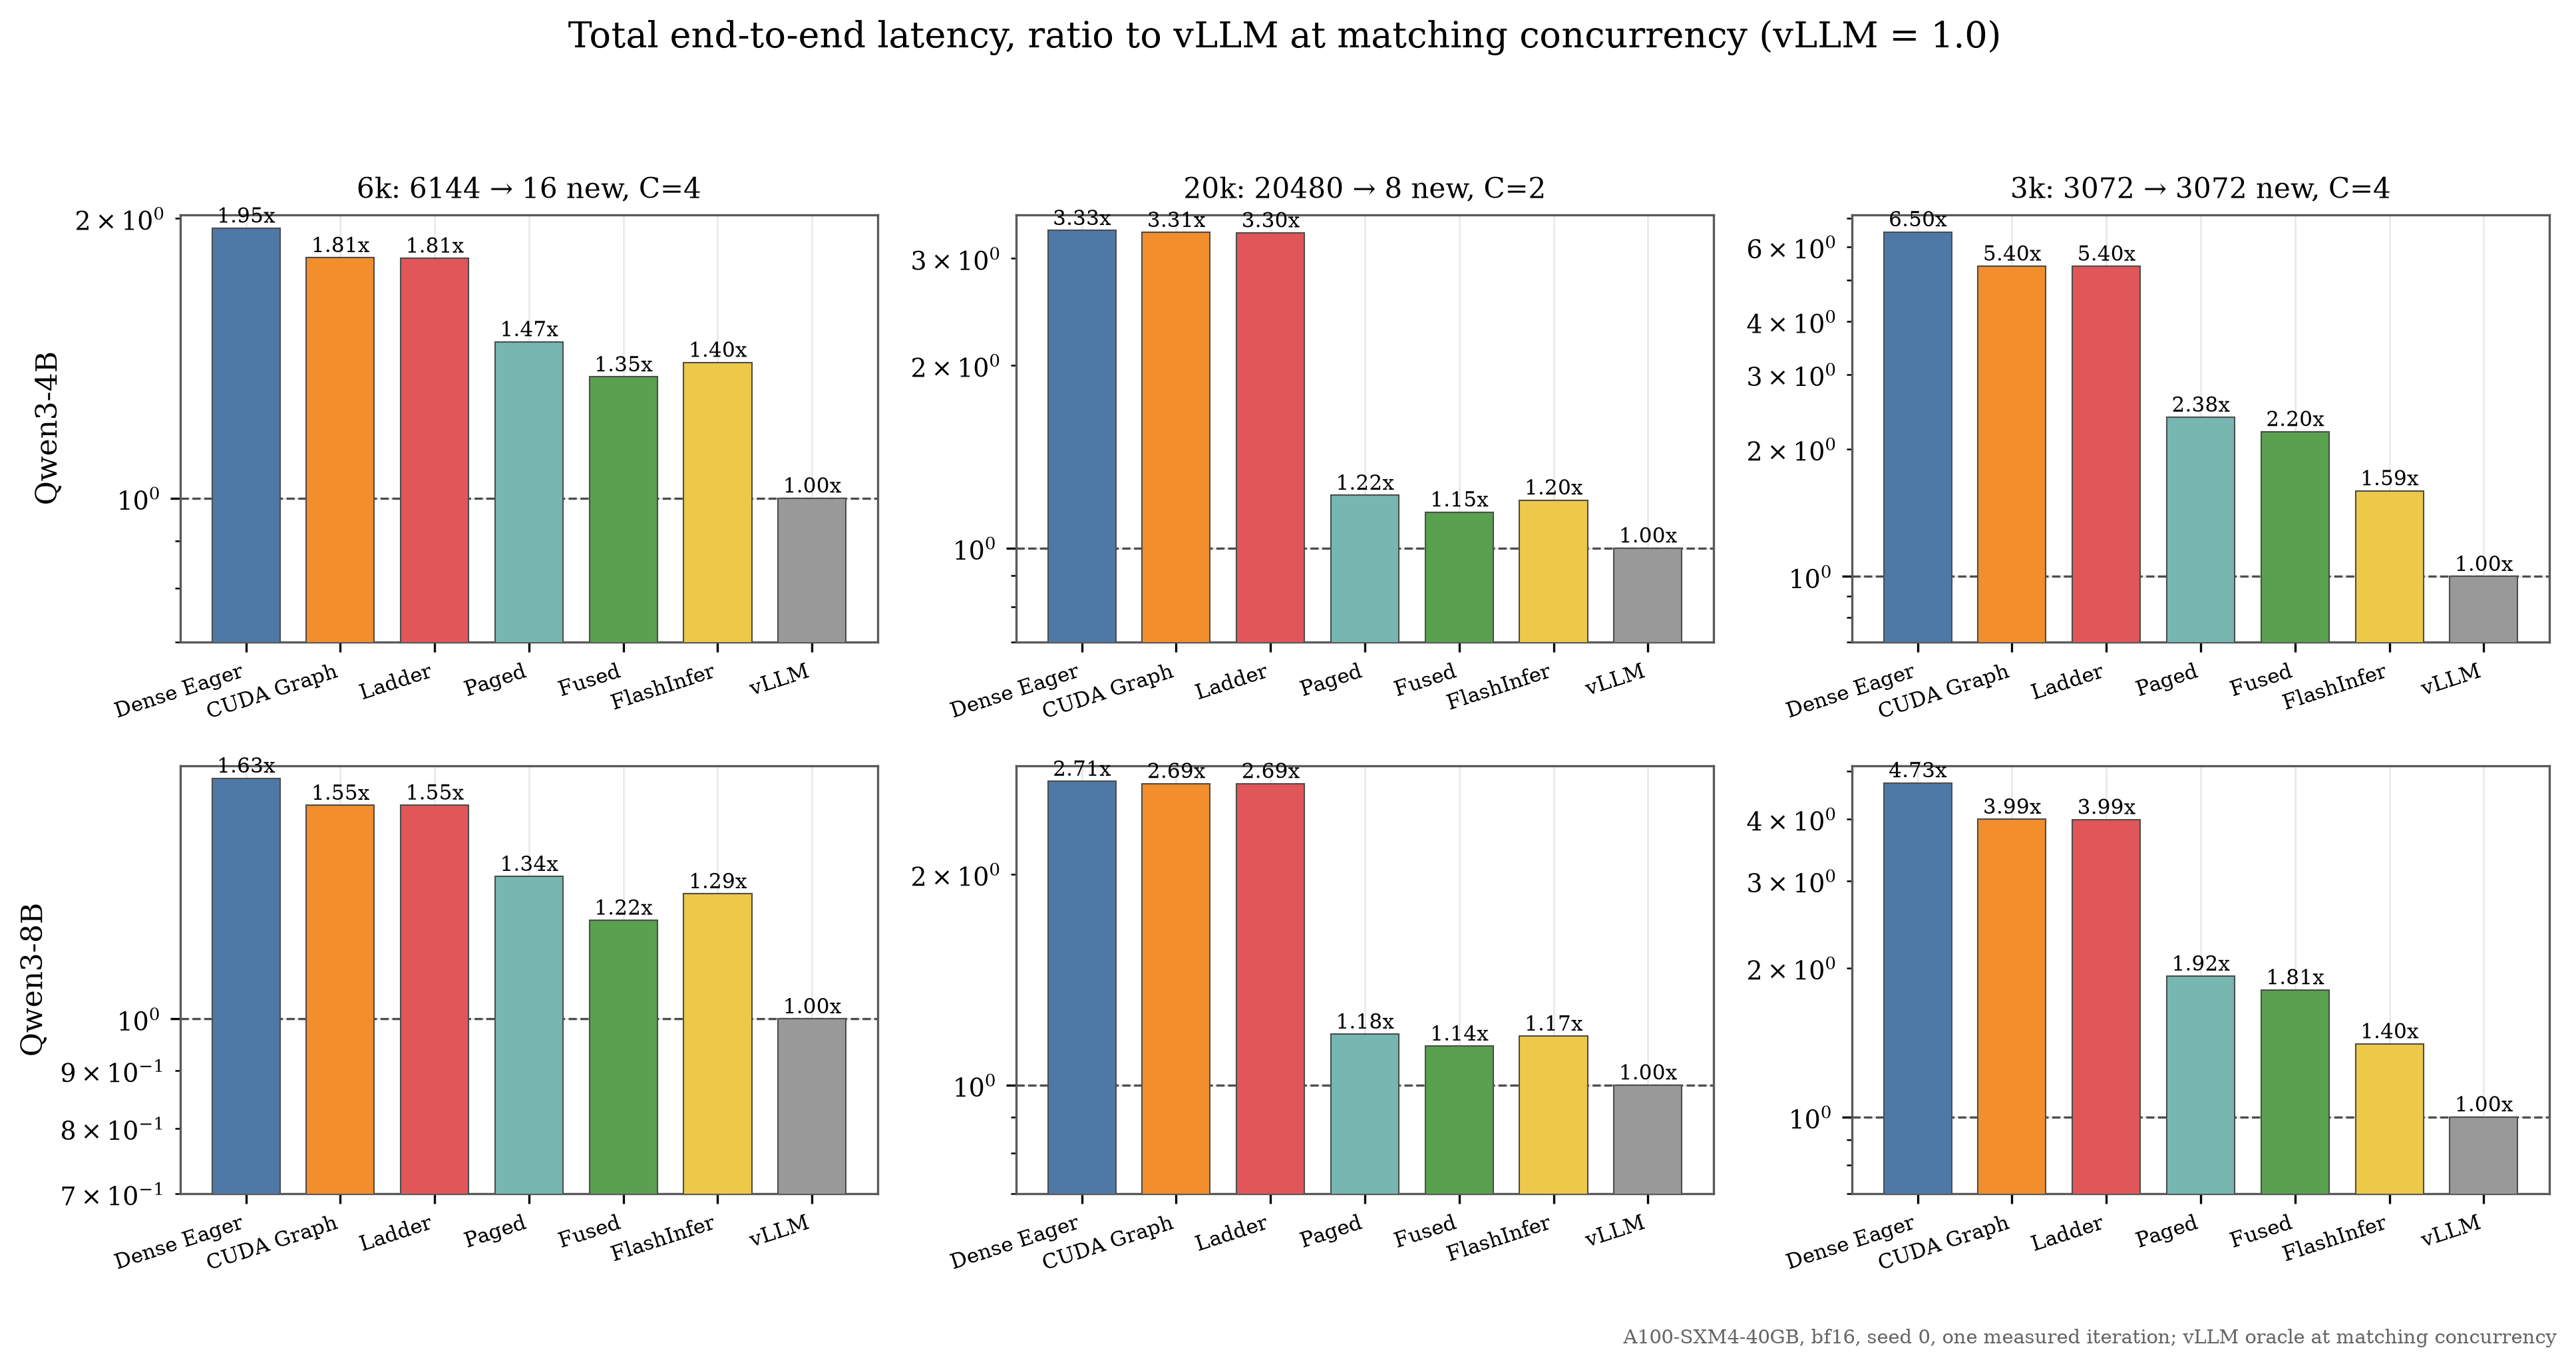 Total end-to-end latency, ratio to vLLM at matching concurrency (vLLM = 1.0)
6k: 6144 → 16 new, C=4
20k: 20480 → 8 new, C=2
3k: 3072 → 3072 new, C=4
Qwen3-4B
2 × 10⁰
10⁰
1.95x
1.81x
1.81x
1.47x
1.35x
1.40x
1.00x
Dense Eager
CUDA Graph
Ladder
Paged
Fused
FlashInfer
vLLM
3 × 10⁰
2 × 10⁰
10⁰
3.33x
3.31x
3.30x
1.22x
1.15x
1.20x
1.00x
Dense Eager
CUDA Graph
Ladder
Paged
Fused
FlashInfer
vLLM
6 × 10⁰
4 × 10⁰
3 × 10⁰
2 × 10⁰
10⁰
6.50x
5.40x
5.40x
2.38x
2.20x
1.59x
1.00x
Dense Eager
CUDA Graph
Ladder
Paged
Fused
FlashInfer
vLLM
Qwen3-8B
10⁰
9 × 10⁻¹
8 × 10⁻¹
7 × 10⁻¹
1.63x
1.55x
1.55x
1.34x
1.22x
1.29x
1.00x
Dense Eager
CUDA Graph
Ladder
Paged
Fused
FlashInfer
vLLM
2 × 10⁰
10⁰
2.71x
2.69x
2.69x
1.18x
1.14x
1.17x
1.00x
Dense Eager
CUDA Graph
Ladder
Paged
Fused
FlashInfer
vLLM
4 × 10⁰
3 × 10⁰
2 × 10⁰
10⁰
4.73x
3.99x
3.99x
1.92x
1.81x
1.40x
1.00x
Dense Eager
CUDA Graph
Ladder
Paged
Fused
FlashInfer
vLLM
A100-SXM4-40GB, bf16, seed 0, one measured iteration; vLLM oracle at matching concurrency